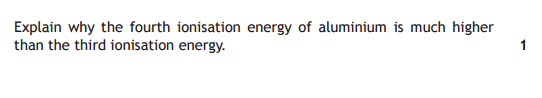 Explain why the fourth ionisation energy of aluminium is much higher
than the third ionisation energy. 1